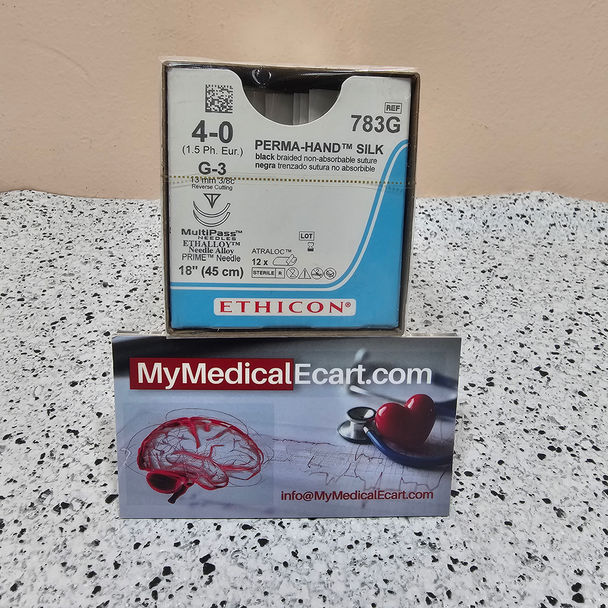 REF
783G
4-0
(1.5 Ph. Eur.)
PERMA-HAND™ SILK
black braided non-absorbable suture
negra trenzado sutura no absorbible
G-3
13 mm 3/8c
Reverse Cutting
MultiPass™
NEEDLES
ETHALLOY™
Needle Alloy
PRIME™ Needle
18" (45 cm)
LOT
ATRALOC™
12 x
STERILE R
ETHICON®
MyMedicalEcart.com
info@MyMedicalEcart.com